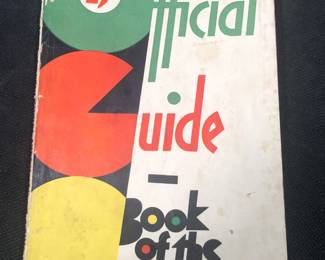 Official
Guide
Book
of the